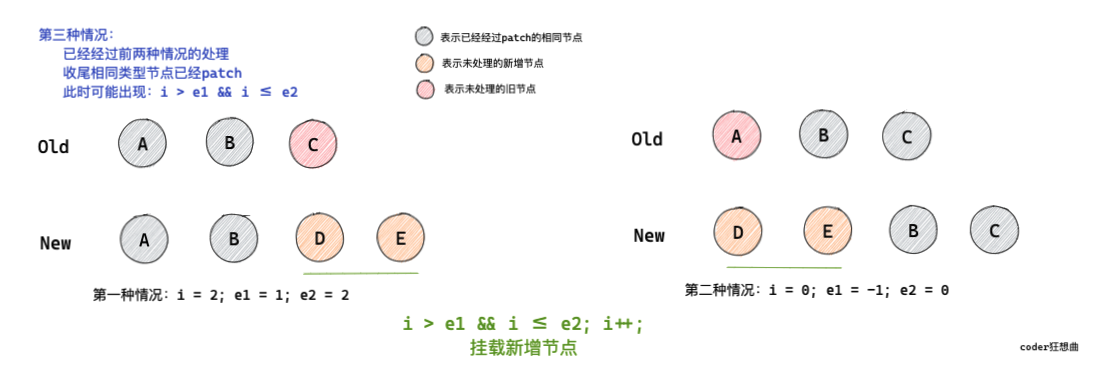 第三种情况：
已经经过前两种情况的处理
收尾相同类型节点已经patch
此时可能出现：i > e1 && i ≤ e2
表示已经经过patch的相同节点
表示未处理的新增节点
表示未处理的旧节点
Old A B C
New A B D E
第一种情况：i = 2; e1 = 1; e2 = 2
Old A B C
New D E B C
第二种情况：i = 0; e1 = -1; e2 = 0
i > e1 && i ≤ e2; i++;
挂载新增节点
coder狂想曲